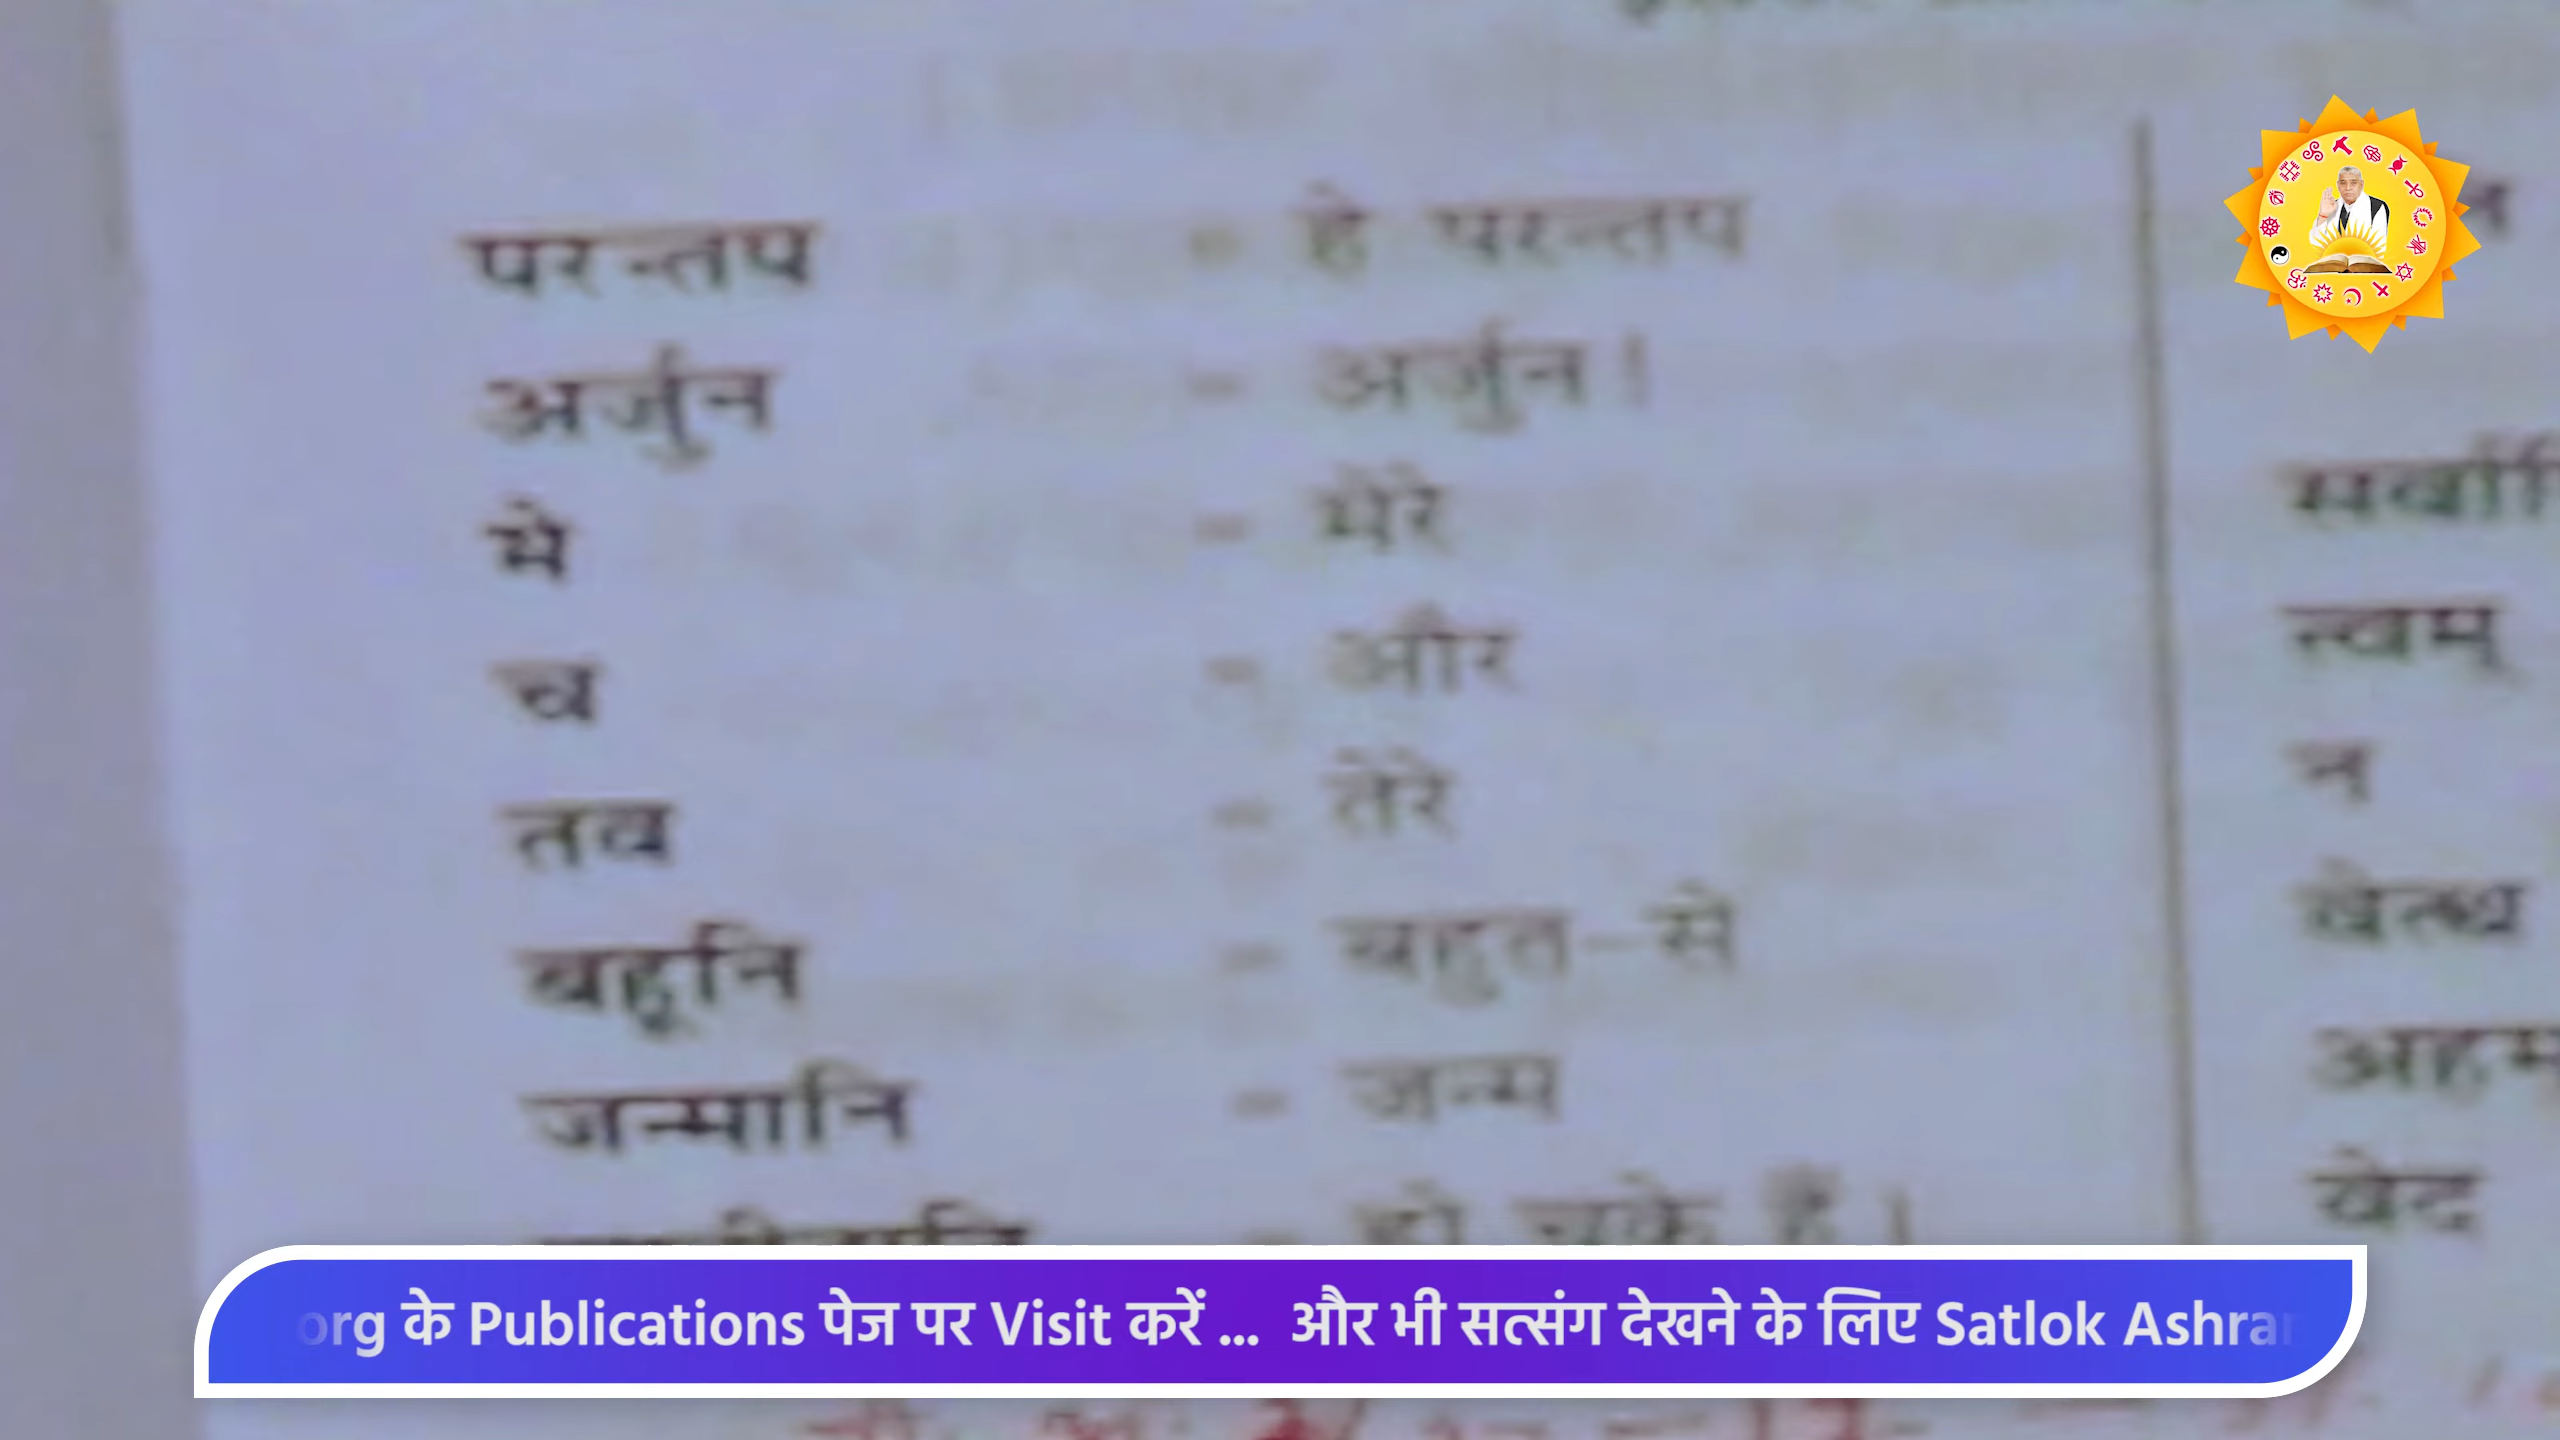 परन्तप = हे परन्तप
अर्जुन = अर्जुन !
मे = मेरे
च = और
तव = तेरे
बहूनि = बहुत-से
जन्मानि = जन्म
= हो चुके हैं ।
त्वम्
न
वेत्थ
अहम्
वेद
org के Publications पेज पर Visit करें ... और भी सत्संग देखने के लिए Satlok